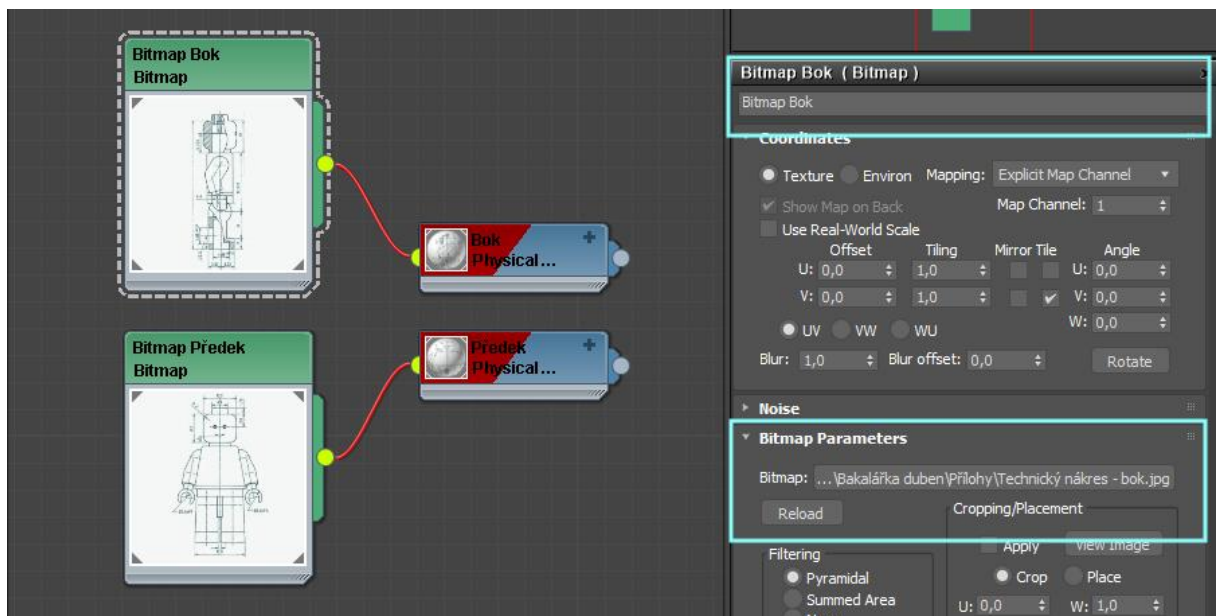 Bitmap Bok
Bitmap
Bok
Physical...
Bitmap Předek
Bitmap
Předek
Physical...
Bitmap Bok ( Bitmap )
Bitmap Bok
Coordinates
Texture Environ Mapping: Explicit Map Channel
Show Map on Back Map Channel: 1
Use Real-World Scale
Offset Tiling Mirror Tile Angle
U: 0,0 1,0 U: 0,0
V: 0,0 1,0 V: 0,0
UV VW WU W: 0,0
Blur: 1,0 Blur offset: 0,0 Rotate
Noise
Bitmap Parameters
Bitmap: ...\Bakalářka duben\Přílohy\Technický nákres - bok.jpg
Reload Cropping/Placement
Apply View Image
Filtering
Pyramidal Crop Place
Summed Area U: 0,0 W: 1,0